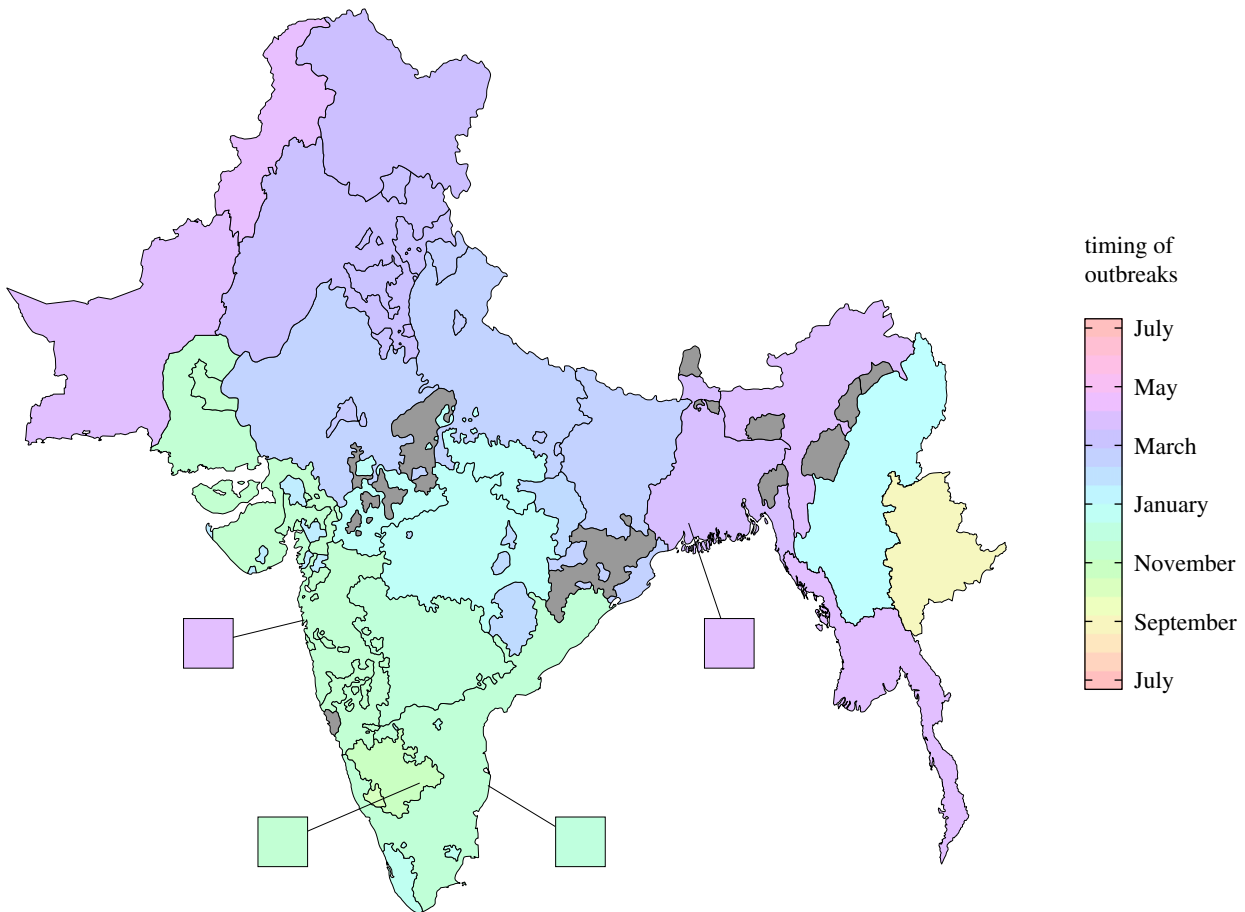 timing of
outbreaks
July
May
March
January
November
September
July